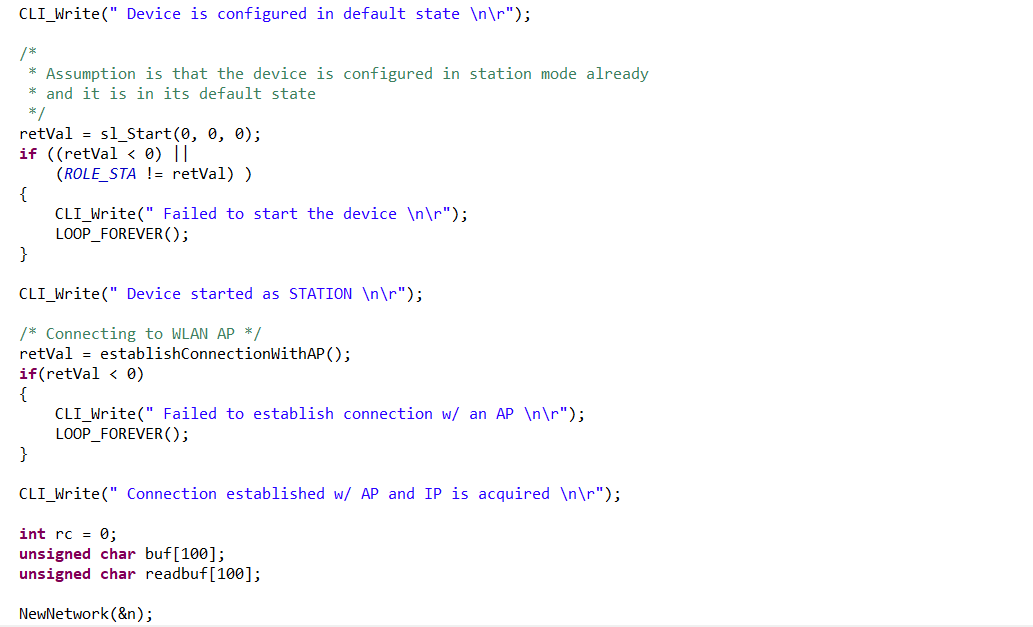 CLI_Write(" Device is configured in default state \n\r");
/*
* Assumption is that the device is configured in station mode already
* and it is in its default state
*/
retVal = sl_Start(0, 0, 0);
if ((retVal < 0) ||
(ROLE_STA != retVal) )
{
CLI_Write(" Failed to start the device \n\r");
LOOP_FOREVER();
}
CLI_Write(" Device started as STATION \n\r");
/* Connecting to WLAN AP */
retVal = establishConnectionWithAP();
if(retVal < 0)
{
CLI_Write(" Failed to establish connection w/ an AP \n\r");
LOOP_FOREVER();
}
CLI_Write(" Connection established w/ AP and IP is acquired \n\r");
int rc = 0;
unsigned char buf[100];
unsigned char readbuf[100];
NewNetwork(&n);